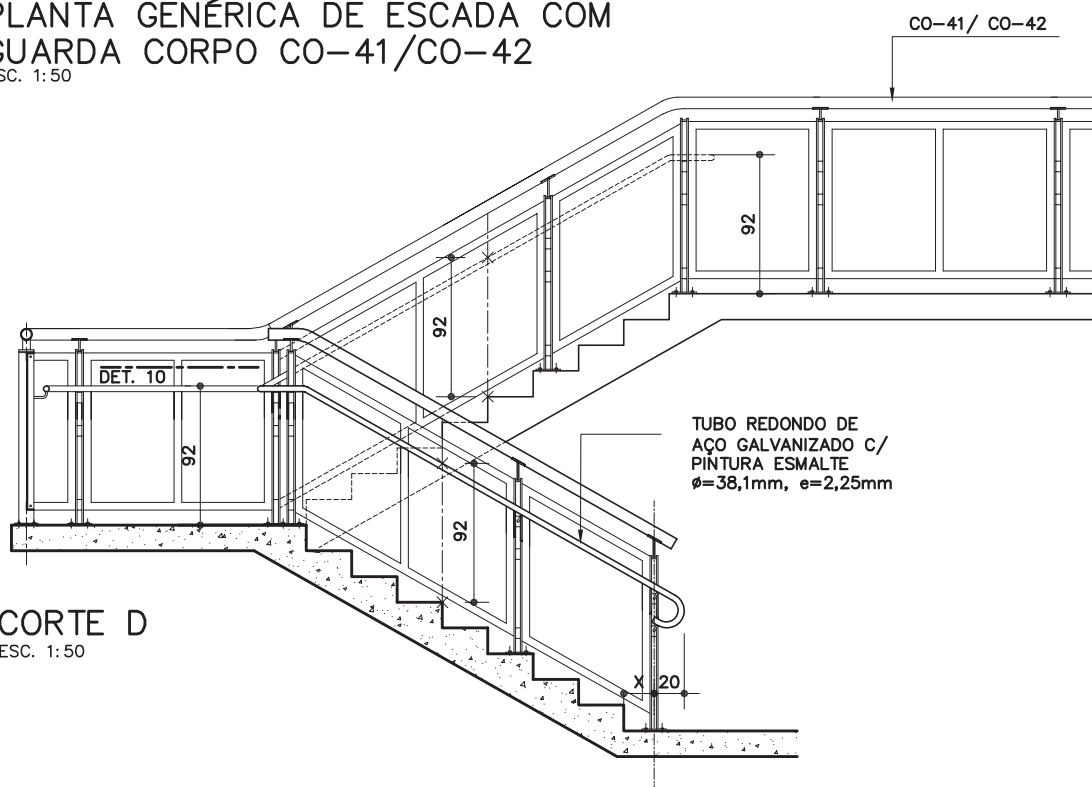 PLANTA GENÉRICA DE ESCADA COM
GUARDA CORPO CO-41/CO-42
ESC. 1:50
CO-41/ CO-42
92
92
DET. 10
92
92
TUBO REDONDO DE
AÇO GALVANIZADO C/
PINTURA ESMALTE
ø=38,1mm, e=2,25mm
CORTE D
ESC. 1:50
X 20